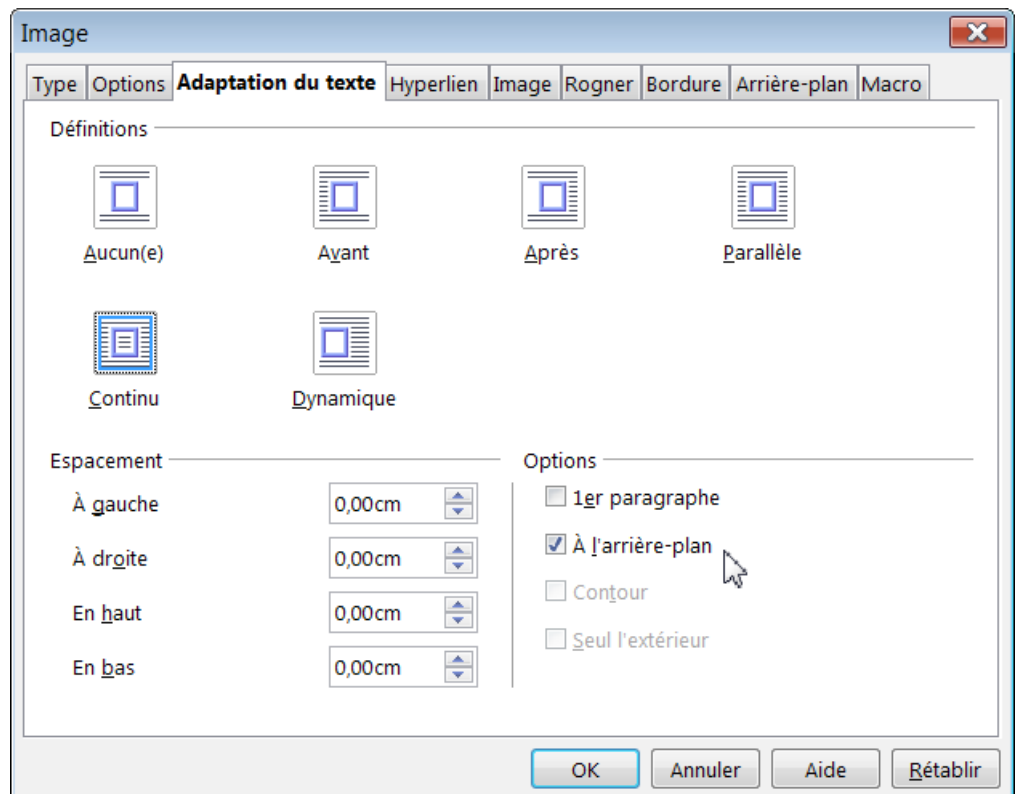 Image
Type Options Adaptation du texte Hyperlien Image Rogner Bordure Arrière-plan Macro
Définitions
Aucun(e) Avant Après Parallèle
Continu Dynamique
Espacement
À gauche 0,00cm
À droite 0,00cm
En haut 0,00cm
En bas 0,00cm
Options
1er paragraphe
À l'arrière-plan
Contour
Seul l'extérieur
OK Annuler Aide Rétablir